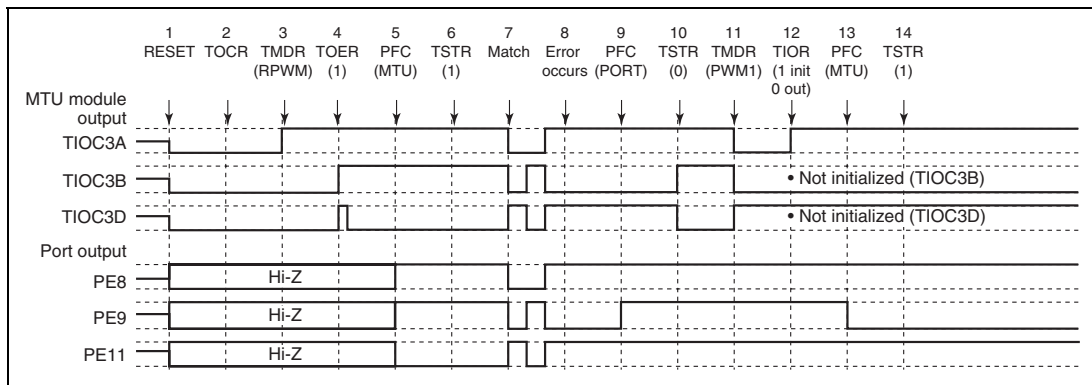 1 2 3 4 5 6 7 8 9 10 11 12 13 14
RESET TOCR TMDR TOER PFC TSTR Match Error PFC TSTR TMDR TIOR PFC TSTR
(RPWM) (1) (MTU) (1) occurs (PORT) (0) (PWM1) (1 init (MTU) (1)
0 out)
MTU module
output
TIOC3A
TIOC3B
• Not initialized (TIOC3B)
TIOC3D
• Not initialized (TIOC3D)
Port output
PE8
Hi-Z
PE9
Hi-Z
PE11
Hi-Z